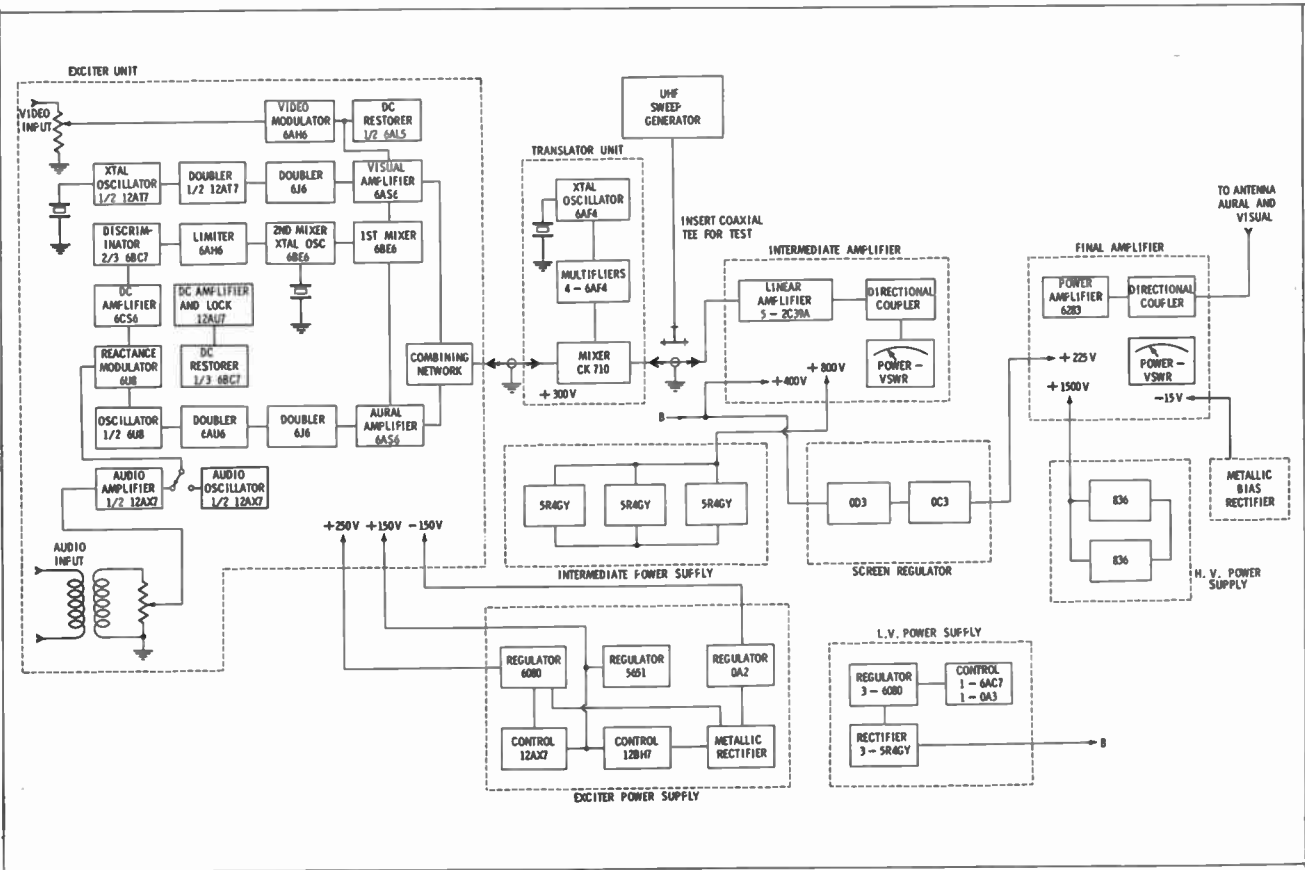 EXCITER UNIT
VIDEO
INPUT
VIDEO
MODULATOR
6AH6
DC
RESTORER
1/2 6AL5
XTAL
OSCILLATOR
1/2 12AT7
DOUBLER
1/2 12AT7
DOUBLER
6J6
VISUAL
AMPLIFIER
6AS6
DISCRIM-
INATOR
2/3 6BC7
LIMITER
6AH6
2ND MIXER
XTAL OSC
6BE6
1ST MIXER
6BE6
DC
AMPLIFIER
6CS6
DC AMPLIFIER
AND LOCK
12AU7
REACTANCE
MODULATOR
6U8
DC
RESTORER
1/3 6BC7
COMBINING
NETWORK
OSCILLATOR
1/2 6U8
DOUBLER
6AU6
DOUBLER
6J6
AURAL
AMPLIFIER
6AS6
AUDIO
AMPLIFIER
1/2 12AX7
AUDIO
OSCILLATOR
1/2 12AX7
AUDIO
INPUT
+250V +150V -150V
TRANSLATOR UNIT
XTAL
OSCILLATOR
6AF4
MULTIFLIERS
4 - 6AF4
MIXER
CK 710
+300V
UHF
SWEEP
GENERATOR
INSERT COAXIAL
TEE FOR TEST
INTERMEDIATE AMPLIFIER
LINEAR
AMPLIFIER
5 - 2C39A
DIRECTIONAL
COUPLER
POWER -
VSWR
+400V
+800V
B
FINAL AMPLIFIER
TO ANTENNA
AURAL AND
VISUAL
POWER
AMPLIFIER
6283
DIRECTIONAL
COUPLER
+225V
+1500V
POWER -
VSWR
-15V
5R4GY
5R4GY
5R4GY
INTERMEDIATE POWER SUPPLY
OD3
OC3
SCREEN REGULATOR
836
836
H.V. POWER
SUPPLY
METALLIC
BIAS
RECTIFIER
REGULATOR
6080
REGULATOR
5651
REGULATOR
OA2
CONTROL
12AX7
CONTROL
12BH7
METALLIC
RECTIFIER
EXCITER POWER SUPPLY
L.V. POWER SUPPLY
REGULATOR
3 - 6080
CONTROL
1 - 6AC7
1 - OA3
RECTIFIER
3 - 5R4GY
B